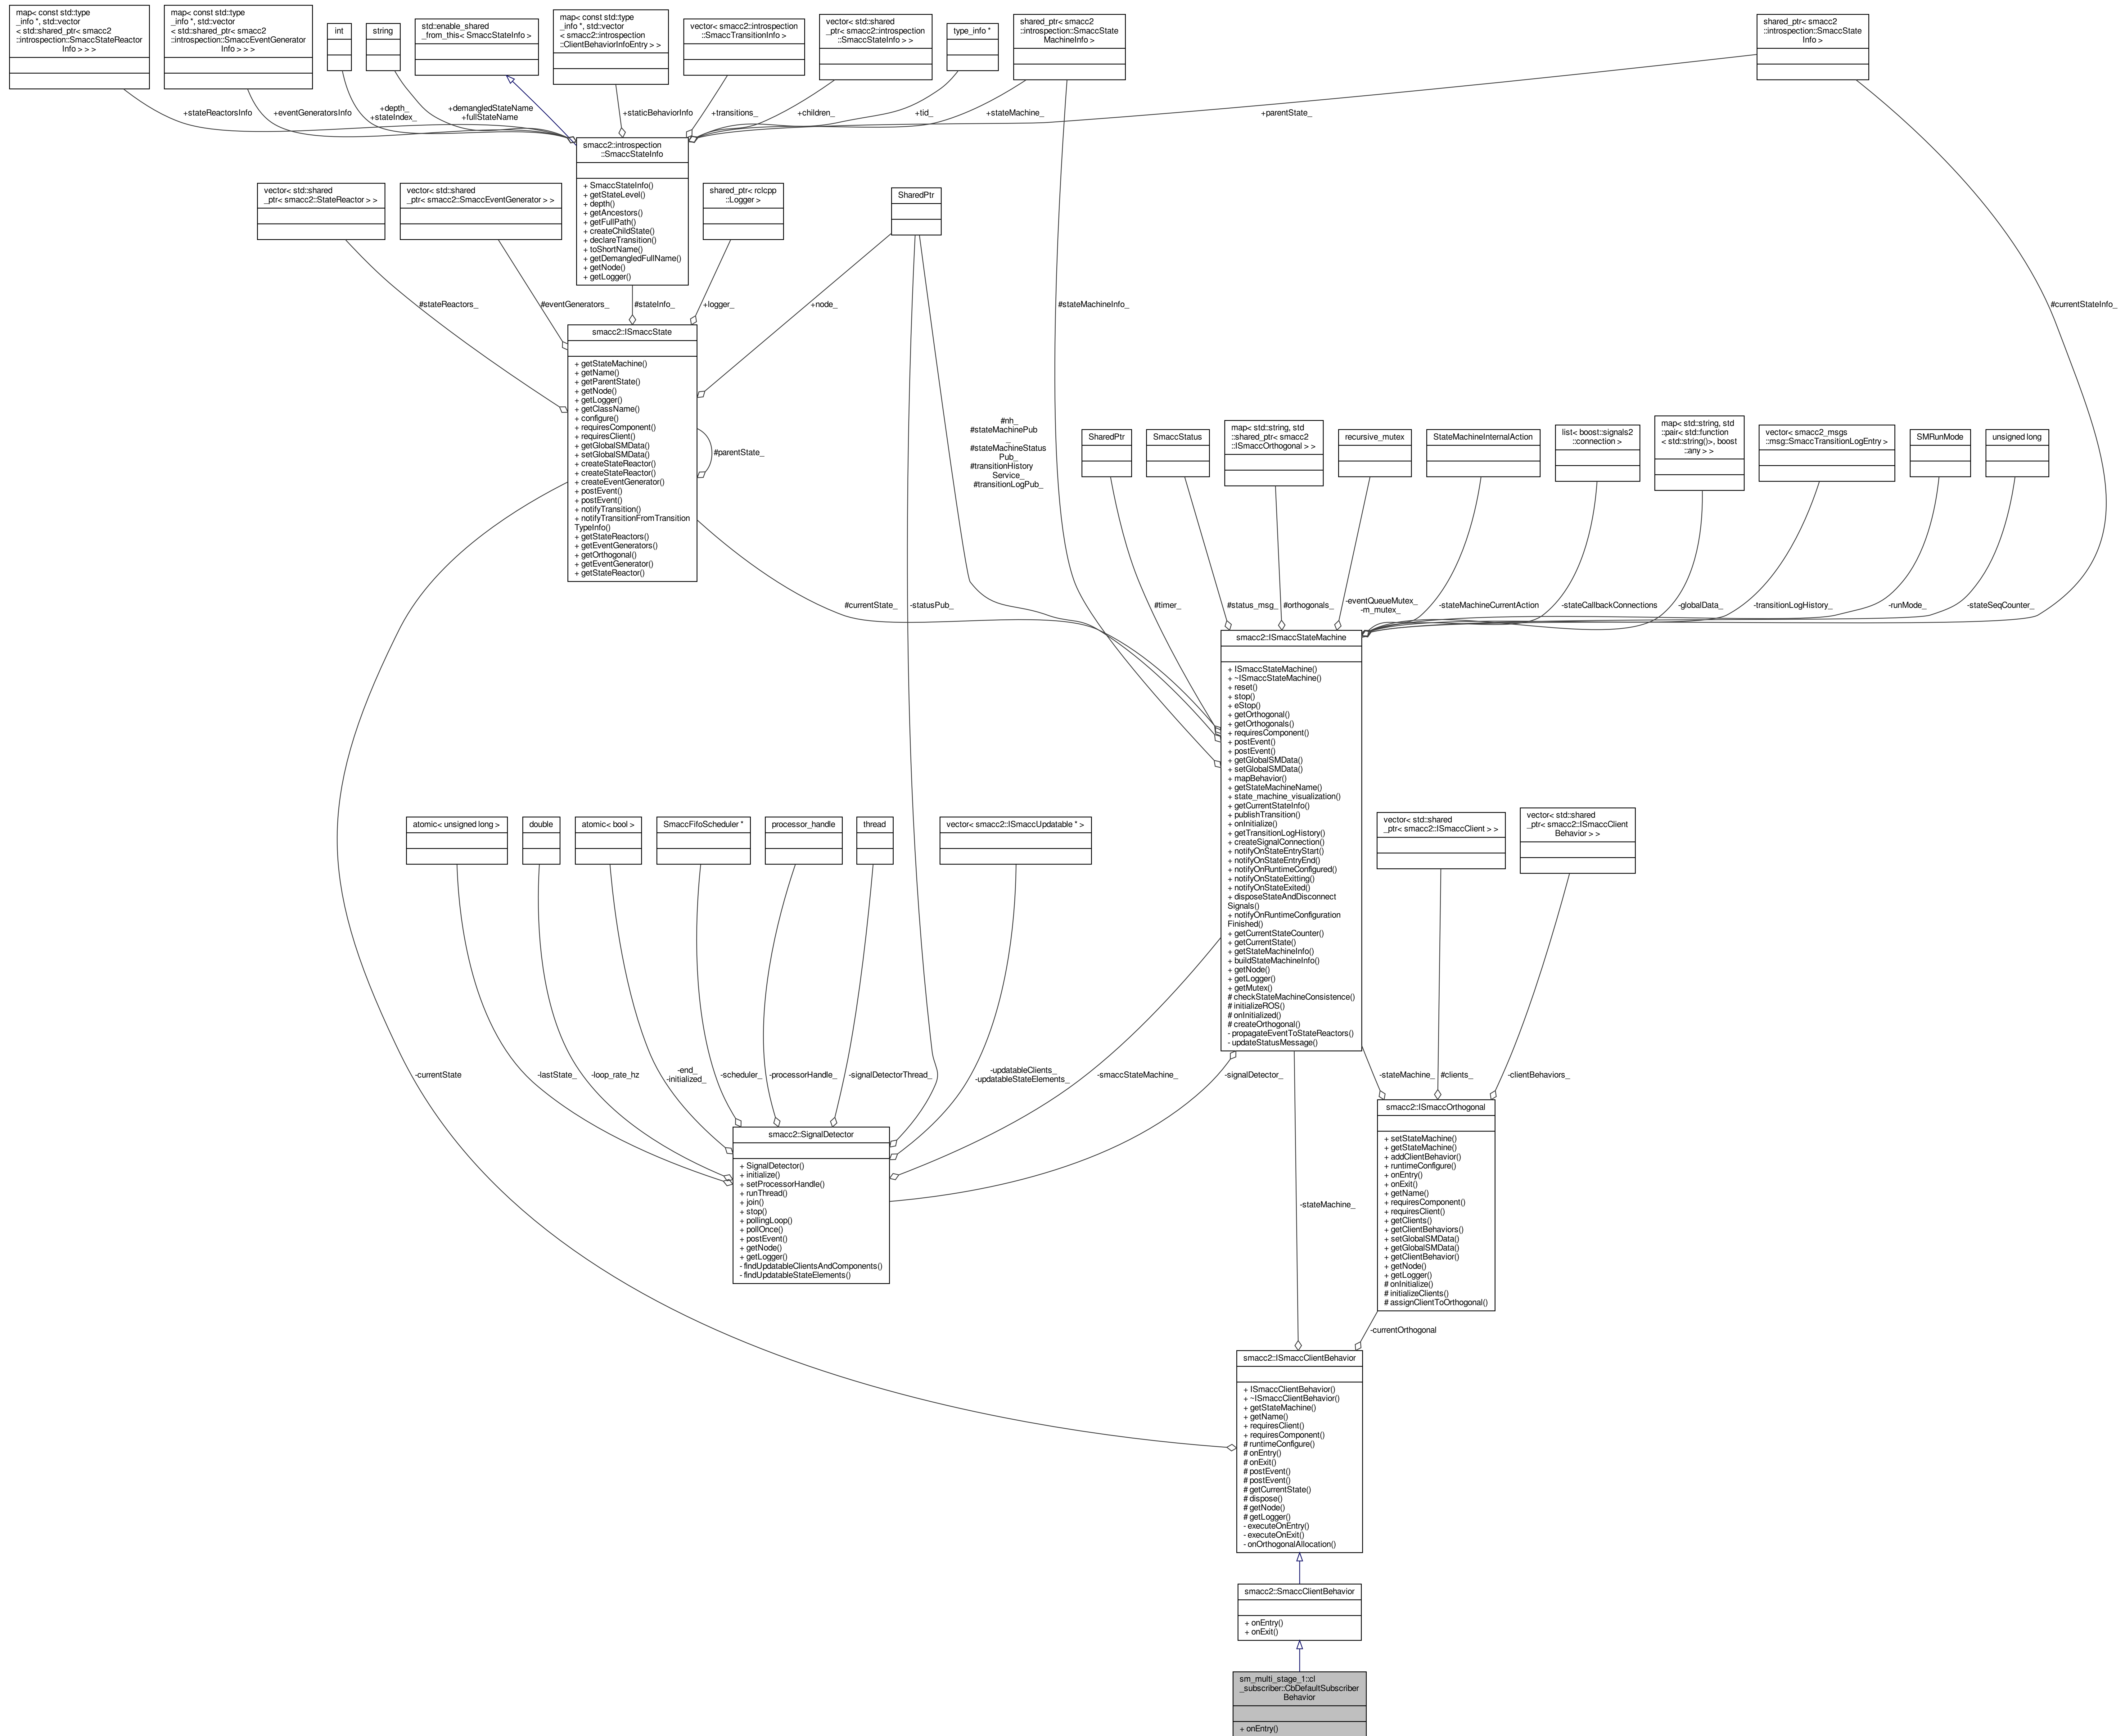 map< const std::type
_info *, std::vector
< std::shared_ptr< smacc2
::introspection::SmaccStateReactor
Info > > >
map< const std::type
_info *, std::vector
< std::shared_ptr< smacc2
::introspection::SmaccEventGenerator
Info > > >
int
string
std::enable_shared
_from_this< SmaccStateInfo >
map< const std::type
_info *, std::vector
< smacc2::introspection
::ClientBehaviorInfoEntry > >
vector< smacc2::introspection
::SmaccTransitionInfo >
vector< std::shared
_ptr< smacc2::introspection
::SmaccStateInfo > >
type_info *
shared_ptr< smacc2
::introspection::SmaccState
MachineInfo >
shared_ptr< smacc2
::introspection::SmaccState
Info >
+stateReactorsInfo
+eventGeneratorsInfo
+depth_
+stateIndex_
+demangledStateName
+fullStateName
+staticBehaviorInfo
+transitions_
+children_
+tid_
+stateMachine_
+parentState_
smacc2::introspection
::SmaccStateInfo
+ SmaccStateInfo()
+ getStateLevel()
+ depth()
+ getAncestors()
+ getFullPath()
+ createChildState()
+ declareTransition()
+ toShortName()
+ getDemangledFullName()
+ getNode()
+ getLogger()
vector< std::shared
_ptr< smacc2::StateReactor > >
vector< std::shared
_ptr< smacc2::SmaccEventGenerator > >
shared_ptr< rclcpp
::Logger >
SharedPtr
#stateReactors_
#eventGenerators_
#stateInfo_
+logger_
+node_
#stateMachineInfo_
#currentStateInfo_
smacc2::ISmaccState
+ getStateMachine()
+ getName()
+ getParentState()
+ getNode()
+ getLogger()
+ getClassName()
+ configure()
+ requiresComponent()
+ requiresClient()
+ getGlobalSMData()
+ setGlobalSMData()
+ createStateReactor()
+ createStateReactor()
+ createEventGenerator()
+ postEvent()
+ postEvent()
+ notifyTransition()
+ notifyTransitionFromTransition
TypeInfo()
+ getStateReactors()
+ getEventGenerators()
+ getOrthogonal()
+ getEventGenerator()
+ getStateReactor()
#parentState_
#nh_
#stateMachinePub
_
#stateMachineStatus
Pub_
#transitionHistory
Service_
#transitionLogPub_
SharedPtr
SmaccStatus
map< std::string, std
::shared_ptr< smacc2
::ISmaccOrthogonal > >
recursive_mutex
StateMachineInternalAction
list< boost::signals2
::connection >
map< std::string, std
::pair< std::function
< std::string()>, boost
::any > >
vector< smacc2_msgs
::msg::SmaccTransitionLogEntry >
SMRunMode
unsigned long
#currentState_
-statusPub_
#timer_
#status_msg_
#orthogonals_
-eventQueueMutex_
-m_mutex_
-stateMachineCurrentAction
-stateCallbackConnections
-globalData_
-transitionLogHistory_
-runMode_
-stateSeqCounter_
smacc2::ISmaccStateMachine
+ ISmaccStateMachine()
+ ~ISmaccStateMachine()
+ reset()
+ stop()
+ eStop()
+ getOrthogonal()
+ getOrthogonals()
+ requiresComponent()
+ postEvent()
+ postEvent()
+ getGlobalSMData()
+ setGlobalSMData()
+ mapBehavior()
+ getStateMachineName()
+ state_machine_visualization()
+ getCurrentStateInfo()
+ publishTransition()
+ onInitialize()
+ getTransitionLogHistory()
+ createSignalConnection()
+ notifyOnStateEntryStart()
+ notifyOnStateEntryEnd()
+ notifyOnRuntimeConfigured()
+ notifyOnStateExitting()
+ notifyOnStateExited()
+ disposeStateAndDisconnect
Signals()
+ notifyOnRuntimeConfiguration
Finished()
+ getCurrentStateCounter()
+ getCurrentState()
+ getStateMachineInfo()
+ buildStateMachineInfo()
+ getNode()
+ getLogger()
+ getMutex()
# checkStateMachineConsistence()
# initializeROS()
# onInitialized()
# createOrthogonal()
- propagateEventToStateReactors()
- updateStatusMessage()
atomic< unsigned long >
double
atomic< bool >
SmaccFifoScheduler *
processor_handle
thread
vector< smacc2::ISmaccUpdatable * >
vector< std::shared
_ptr< smacc2::ISmaccClient > >
vector< std::shared
_ptr< smacc2::ISmaccClient
Behavior > >
-currentState
-lastState_
-loop_rate_hz
-end_
-initialized_
-scheduler_
-processorHandle_
-signalDetectorThread_
-updatableClients_
-updatableStateElements_
-smaccStateMachine_
-signalDetector_
-stateMachine_
#clients_
-clientBehaviors_
smacc2::SignalDetector
+ SignalDetector()
+ initialize()
+ setProcessorHandle()
+ runThread()
+ join()
+ stop()
+ pollingLoop()
+ pollOnce()
+ postEvent()
+ getNode()
+ getLogger()
- findUpdatableClientsAndComponents()
- findUpdatableStateElements()
smacc2::ISmaccOrthogonal
+ setStateMachine()
+ getStateMachine()
+ addClientBehavior()
+ runtimeConfigure()
+ onEntry()
+ onExit()
+ getName()
+ requiresComponent()
+ requiresClient()
+ getClients()
+ getClientBehaviors()
+ setGlobalSMData()
+ getGlobalSMData()
+ getClientBehavior()
+ getNode()
+ getLogger()
# onInitialize()
# initializeClients()
# assignClientToOrthogonal()
-stateMachine_
-currentOrthogonal
smacc2::ISmaccClientBehavior
+ ISmaccClientBehavior()
+ ~ISmaccClientBehavior()
+ getStateMachine()
+ getName()
+ requiresClient()
+ requiresComponent()
# runtimeConfigure()
# onEntry()
# onExit()
# postEvent()
# postEvent()
# getCurrentState()
# dispose()
# getNode()
# getLogger()
- executeOnEntry()
- executeOnExit()
- onOrthogonalAllocation()
smacc2::SmaccClientBehavior
+ onEntry()
+ onExit()
sm_multi_stage_1::cl
_subscriber::CbDefaultSubscriber
Behavior
+ onEntry()